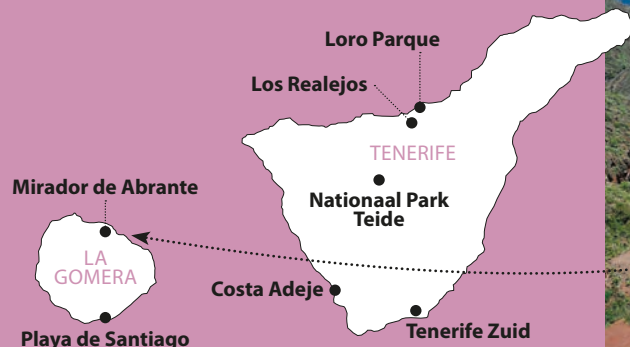 Loro Parque
Los Realejos
TENERIFE
Nationaal Park
Teide
Mirador de Abrante
LA
GOMERA
Costa Adeje
Tenerife Zuid
Playa de Santiago